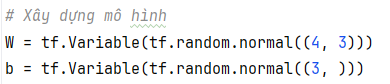 # Xây dựng mô hình
W = tf.Variable(tf.random.normal((4, 3)))
b = tf.Variable(tf.random.normal((3, )))